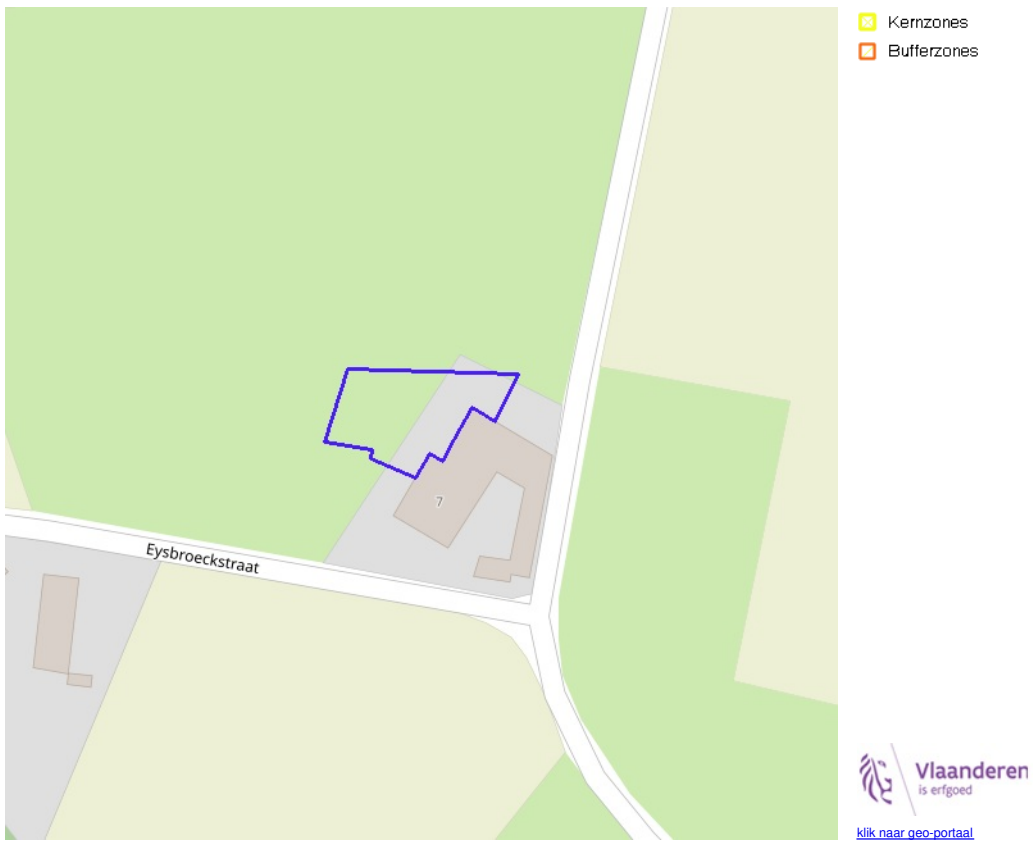 Kernzones
Bufferzones
7
Eysbroeckstraat
Vlaanderen
is erfgoed
klik naar geo-portaal